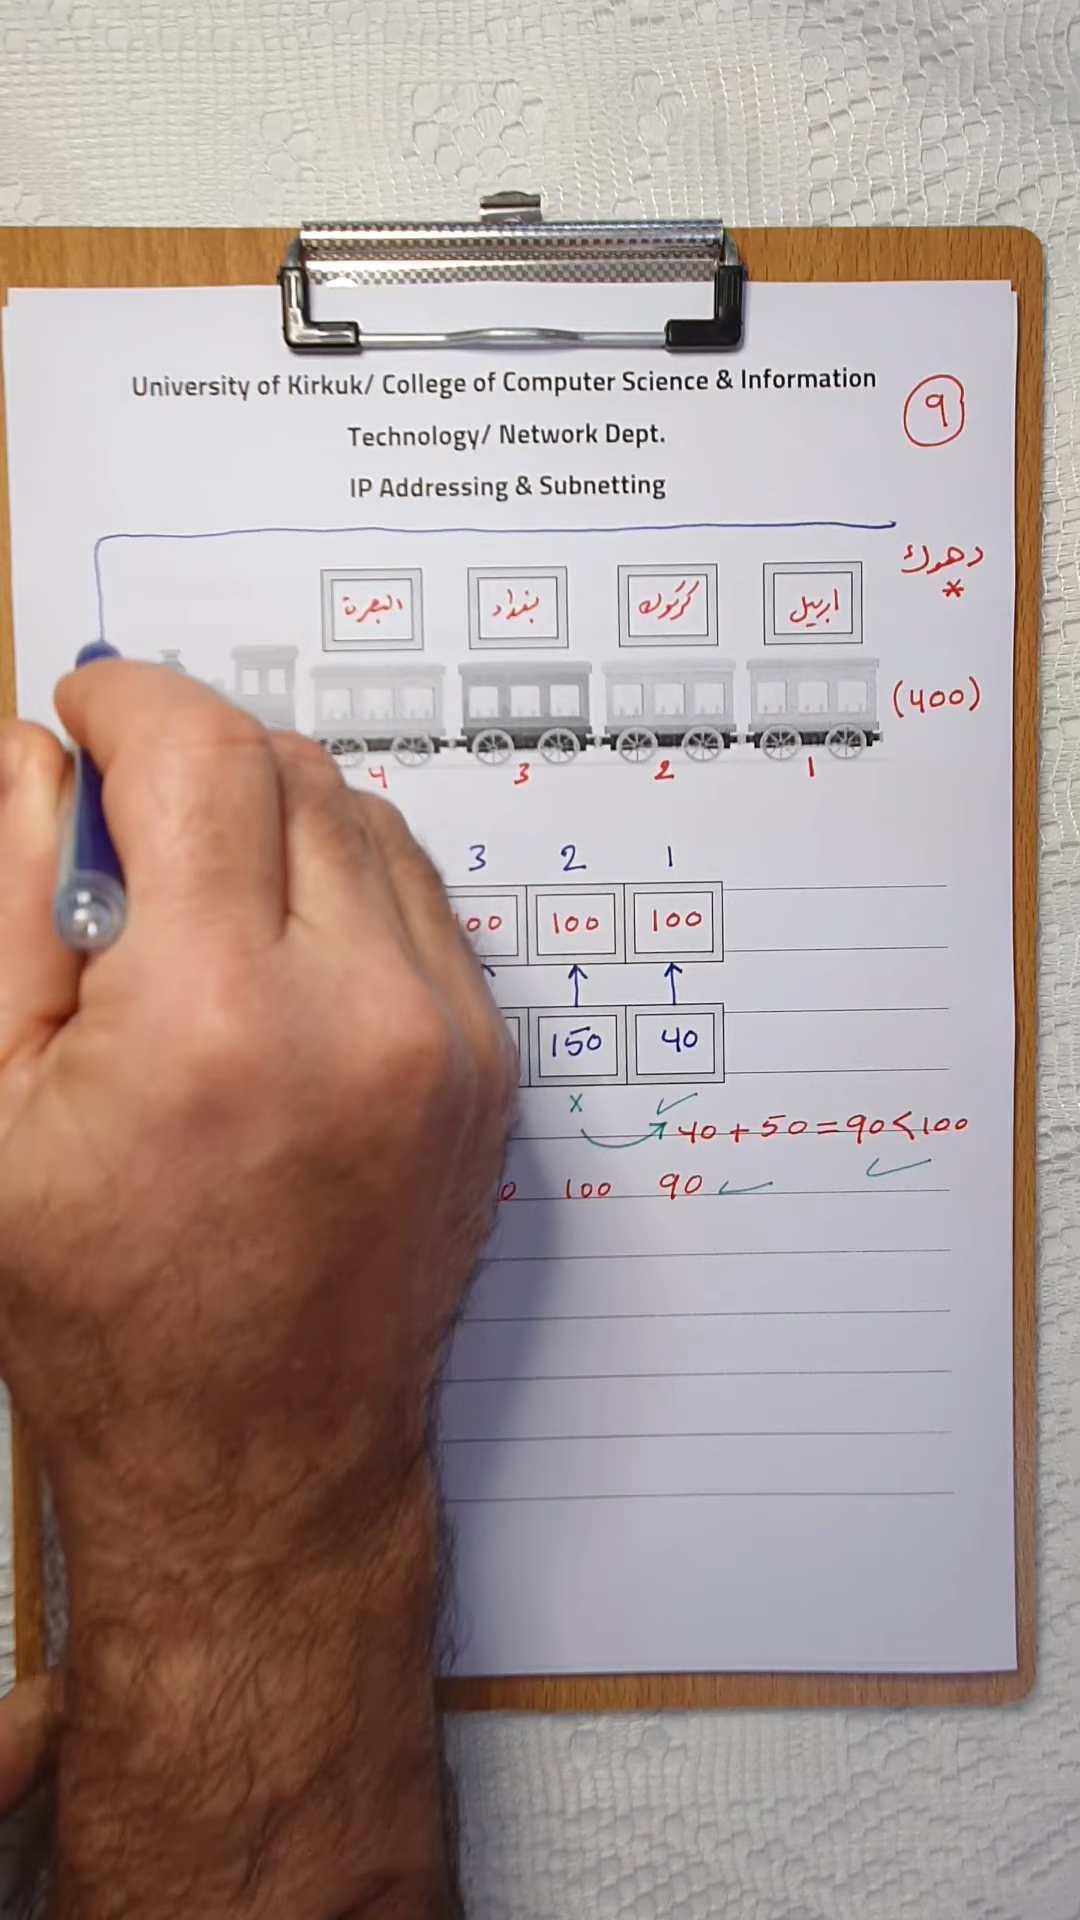 University of Kirkuk/ College of Computer Science & Information
Technology/ Network Dept.
IP Addressing & Subnetting
9
دهوك
*
اربيل كركوك بغداد البصرة
(400)
4 3 2 1
3 2 1
100 100
150 40
x ✓
40 + 50 = 90 < 100
✓
100 90 ✓